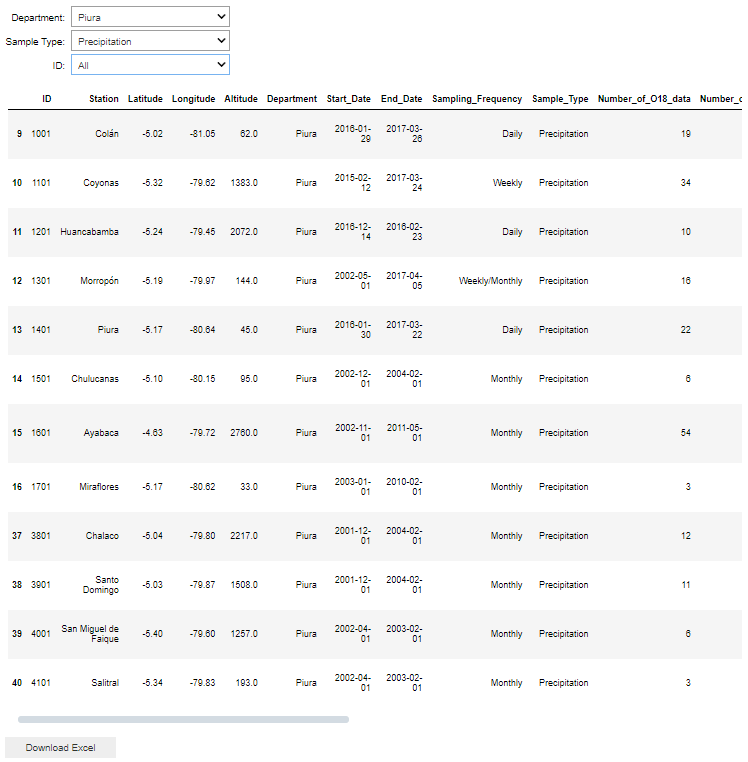 Department: Piura
Sample Type: Precipitation
ID: All
ID Station Latitude Longitude Altitude Department Start_Date End_Date Sampling_Frequency Sample_Type Number_of_O18_data Number_o
9 1001 Colán -5.02 -81.05 62.0 Piura 2016-01-29 2017-03-26 Daily Precipitation 19
10 1101 Coyonas -5.32 -79.62 1383.0 Piura 2015-02-12 2017-03-24 Weekly Precipitation 34
11 1201 Huancabamba -5.24 -79.45 2072.0 Piura 2016-12-14 2016-02-23 Daily Precipitation 10
12 1301 Morropón -5.19 -79.97 144.0 Piura 2002-05-01 2017-04-05 Weekly/Monthly Precipitation 16
13 1401 Piura -5.17 -80.64 45.0 Piura 2016-01-30 2017-03-22 Daily Precipitation 22
14 1501 Chulucanas -5.10 -80.15 95.0 Piura 2002-12-01 2004-02-01 Monthly Precipitation 6
15 1601 Ayabaca -4.63 -79.72 2760.0 Piura 2002-11-01 2011-05-01 Monthly Precipitation 54
16 1701 Miraflores -5.17 -80.62 33.0 Piura 2003-01-01 2010-02-01 Monthly Precipitation 3
37 3801 Chalaco -5.04 -79.80 2217.0 Piura 2001-12-01 2004-02-01 Monthly Precipitation 12
38 3901 Santo Domingo -5.03 -79.87 1508.0 Piura 2001-12-01 2004-02-01 Monthly Precipitation 11
39 4001 San Miguel de Faique -5.40 -79.60 1257.0 Piura 2002-04-01 2003-02-01 Monthly Precipitation 6
40 4101 Salitral -5.34 -79.83 193.0 Piura 2002-04-01 2003-02-01 Monthly Precipitation 3
Download Excel